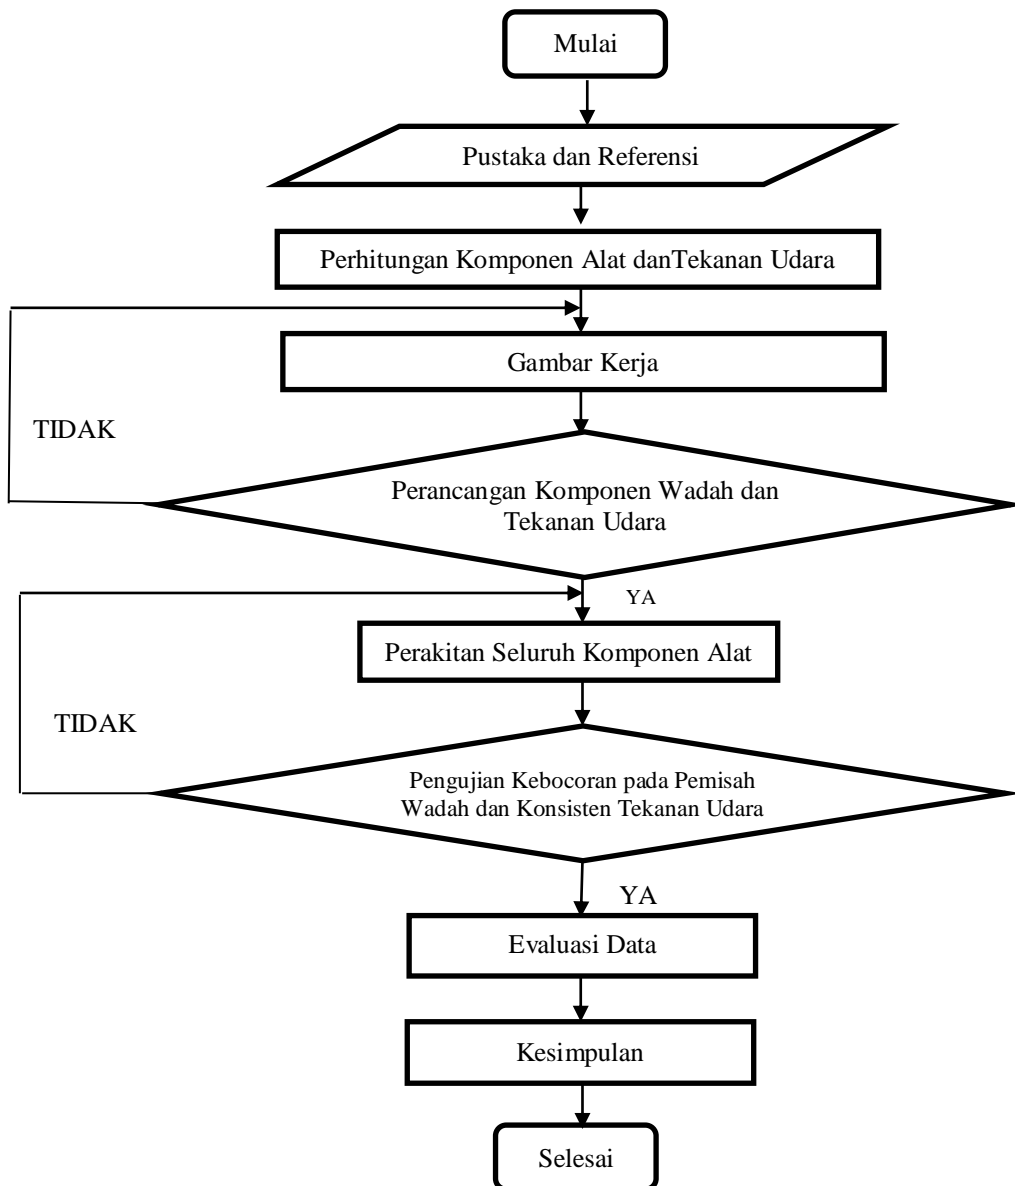 Mulai
Pustaka dan Referensi
Perhitungan Komponen Alat danTekanan Udara
Gambar Kerja
TIDAK
Perancangan Komponen Wadah dan
Tekanan Udara
YA
Perakitan Seluruh Komponen Alat
TIDAK
Pengujian Kebocoran pada Pemisah
Wadah dan Konsisten Tekanan Udara
YA
Evaluasi Data
Kesimpulan
Selesai